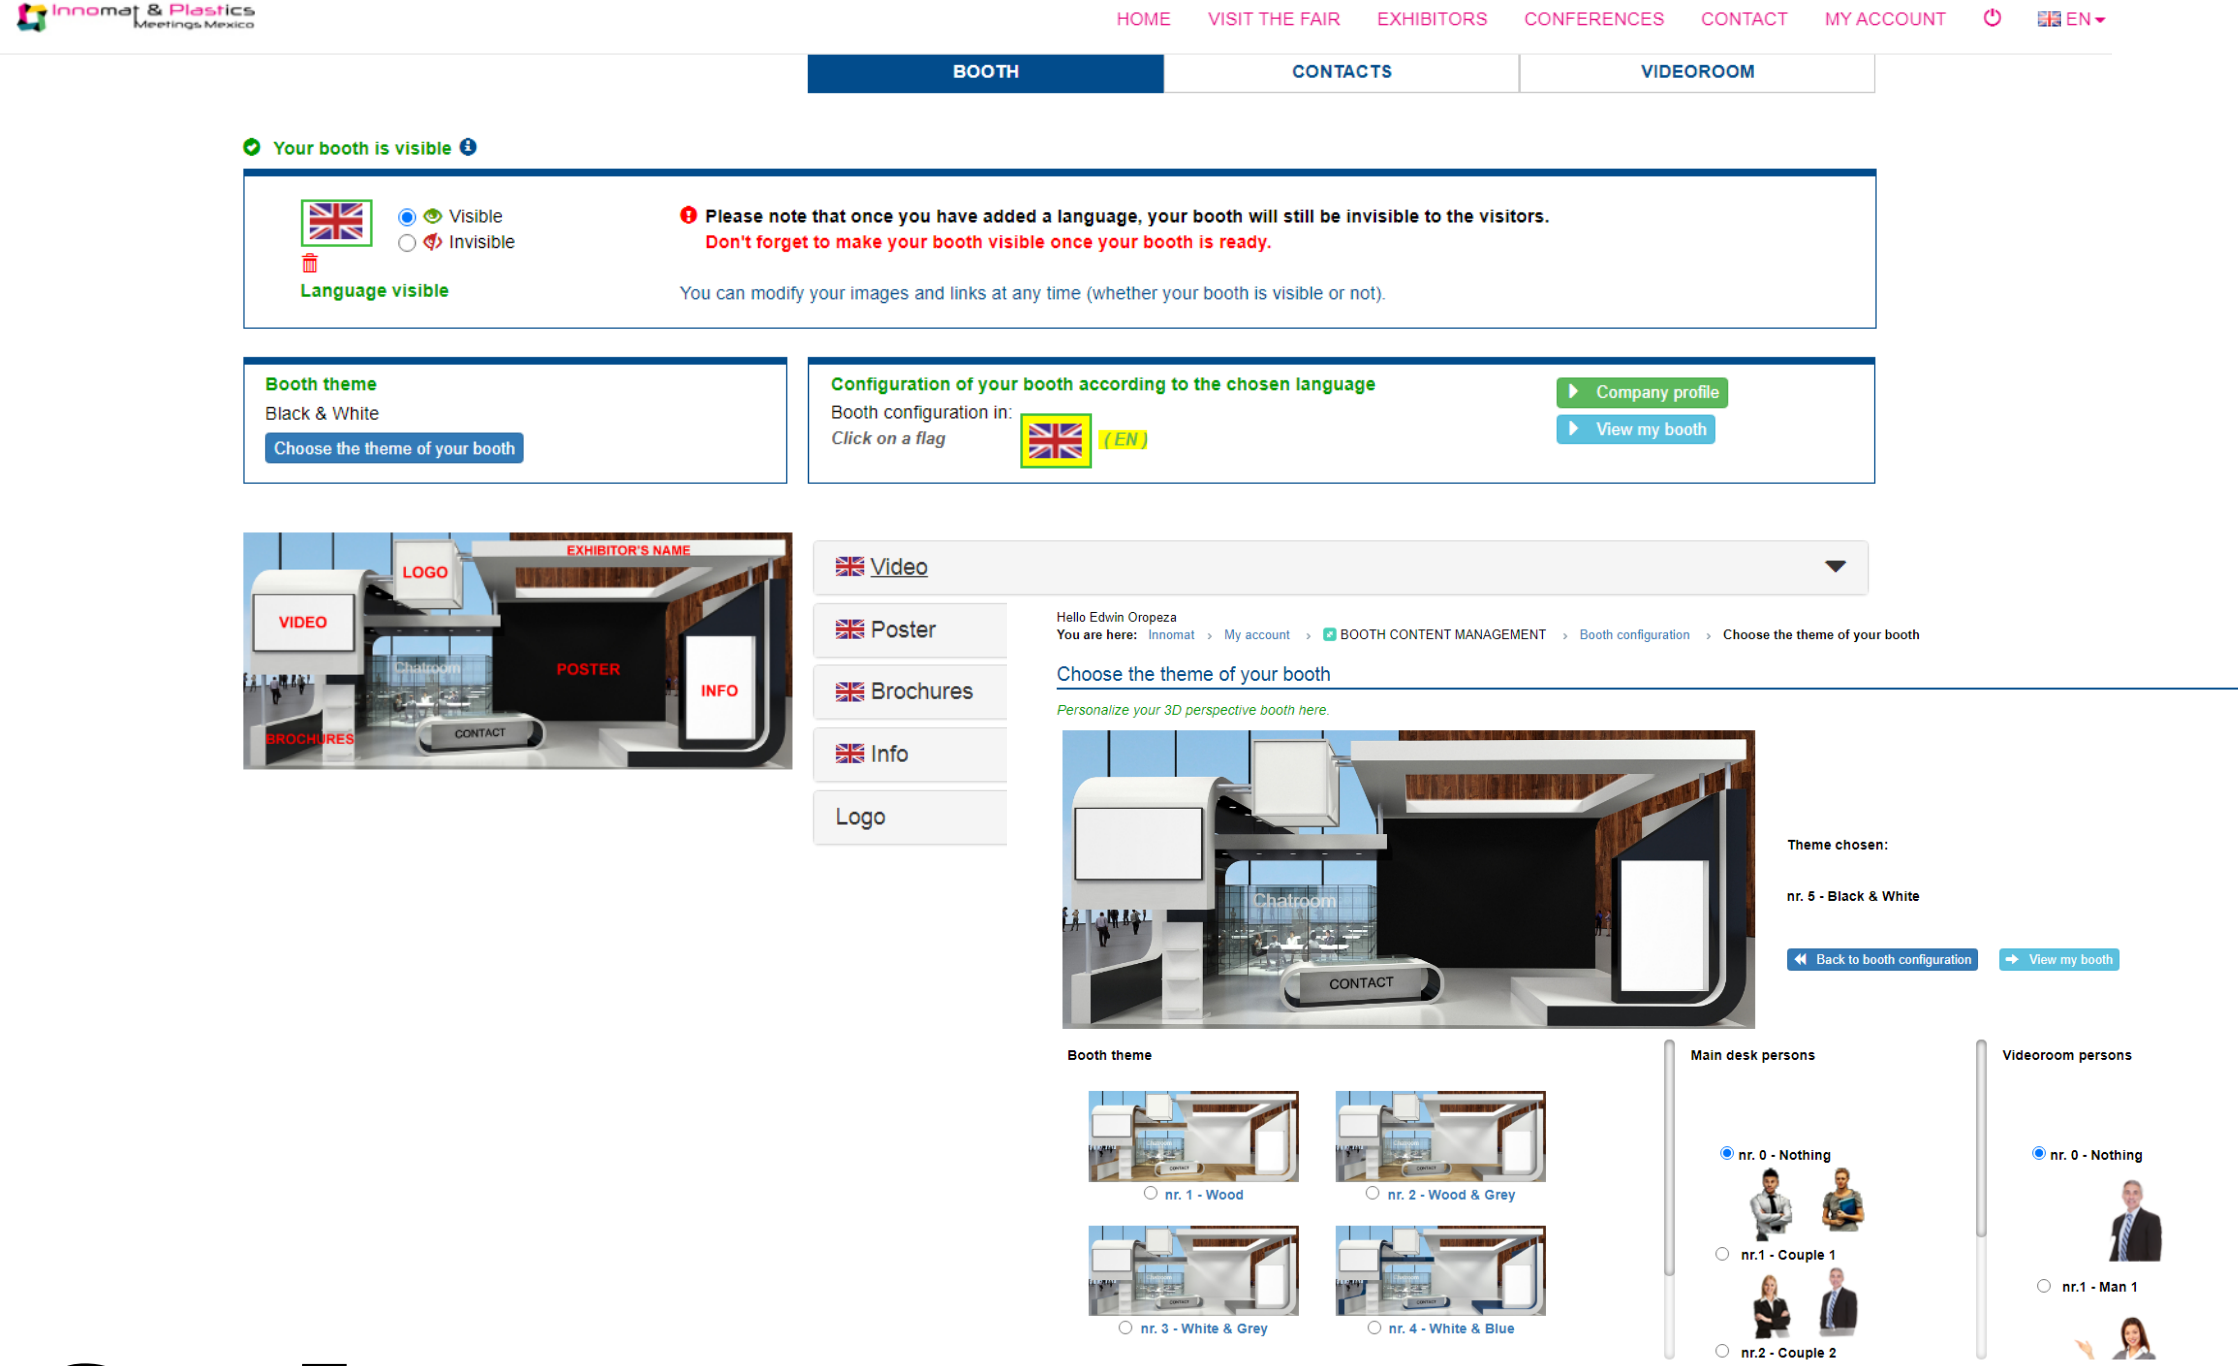 Innomat & Plastics
Meetings Mexico
HOME VISIT THE FAIR EXHIBITORS CONFERENCES CONTACT MY ACCOUNT EN
BOOTH CONTACTS VIDEOROOM
Your booth is visible
Visible
Invisible
Language visible
Please note that once you have added a language, your booth will still be invisible to the visitors.
Don't forget to make your booth visible once your booth is ready.
You can modify your images and links at any time (whether your booth is visible or not).
Booth theme
Black & White
Choose the theme of your booth
Configuration of your booth according to the chosen language
Booth configuration in:
Click on a flag
(EN)
Company profile
View my booth
EXHIBITOR'S NAME
LOGO
VIDEO
Chatroom
POSTER
INFO
BROCHURES
CONTACT
Video
Poster
Brochures
Info
Logo
Hello Edwin Oropeza
You are here: Innomat › My account › BOOTH CONTENT MANAGEMENT › Booth configuration › Choose the theme of your booth
Choose the theme of your booth
Personalize your 3D perspective booth here.
Chatroom
CONTACT
Theme chosen:
nr. 5 - Black & White
Back to booth configuration
View my booth
Booth theme
Chatroom
CONTACT
Chatroom
CONTACT
nr. 1 - Wood
nr. 2 - Wood & Grey
Chatroom
CONTACT
Chatroom
CONTACT
nr. 3 - White & Grey
nr. 4 - White & Blue
Main desk persons
nr. 0 - Nothing
nr.1 - Couple 1
nr.2 - Couple 2
Videoroom persons
nr. 0 - Nothing
nr.1 - Man 1